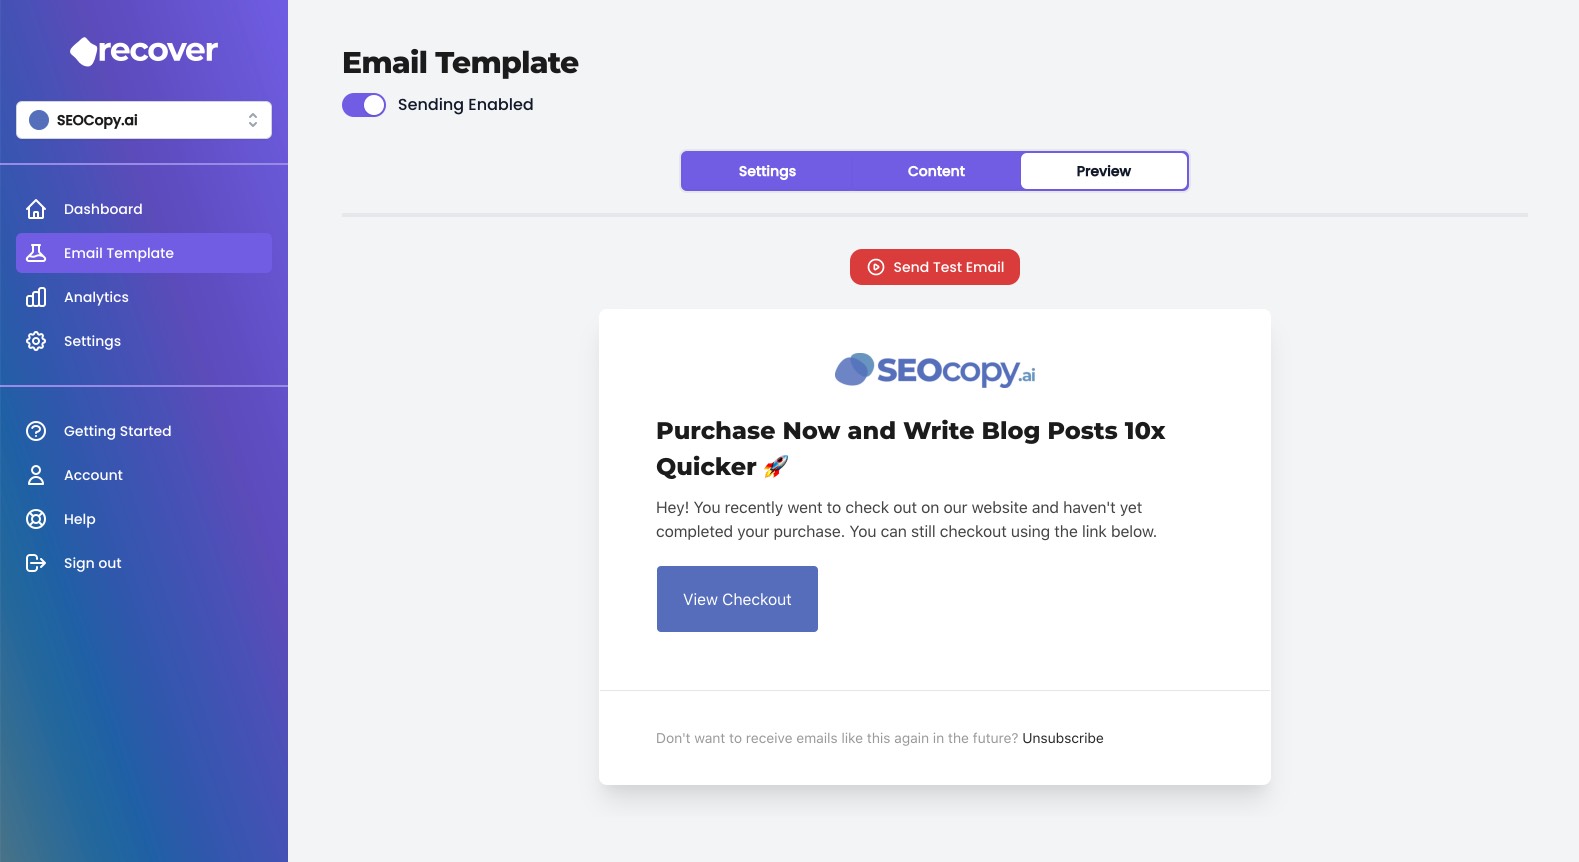 recover
SEOCopy.ai
Dashboard
Email Template
Analytics
Settings
Getting Started
Account
Help
Sign out
Email Template
Sending Enabled
Settings
Content
Preview
Send Test Email
SEOcopy.ai
Purchase Now and Write Blog Posts 10x
Quicker 🚀
Hey! You recently went to check out on our website and haven't yet
completed your purchase. You can still checkout using the link below.
View Checkout
Don't want to receive emails like this again in the future? Unsubscribe